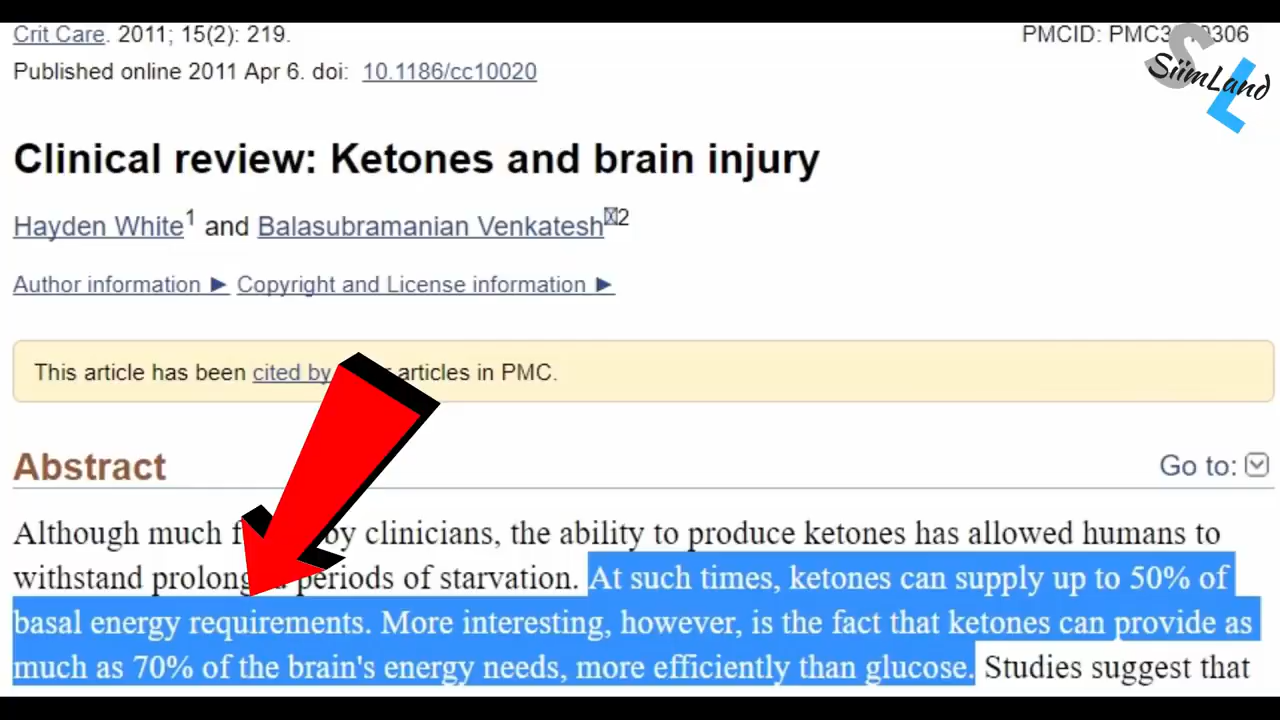 Crit Care. 2011; 15(2): 219.
PMCID: PMC3 306
Published online 2011 Apr 6. doi: 10.1186/cc10020
SiimLand
SL
Clinical review: Ketones and brain injury
Hayden White1 and Balasubramanian Venkatesh2
Author information ► Copyright and License information ►
This article has been cited by articles in PMC.
Abstract
Go to:
Although much by clinicians, the ability to produce ketones has allowed humans to
withstand periods of starvation. At such times, ketones can supply up to 50% of
basal energy requirements. More interesting, however, is the fact that ketones can provide as
much as 70% of the brain's energy needs, more efficiently than glucose. Studies suggest that